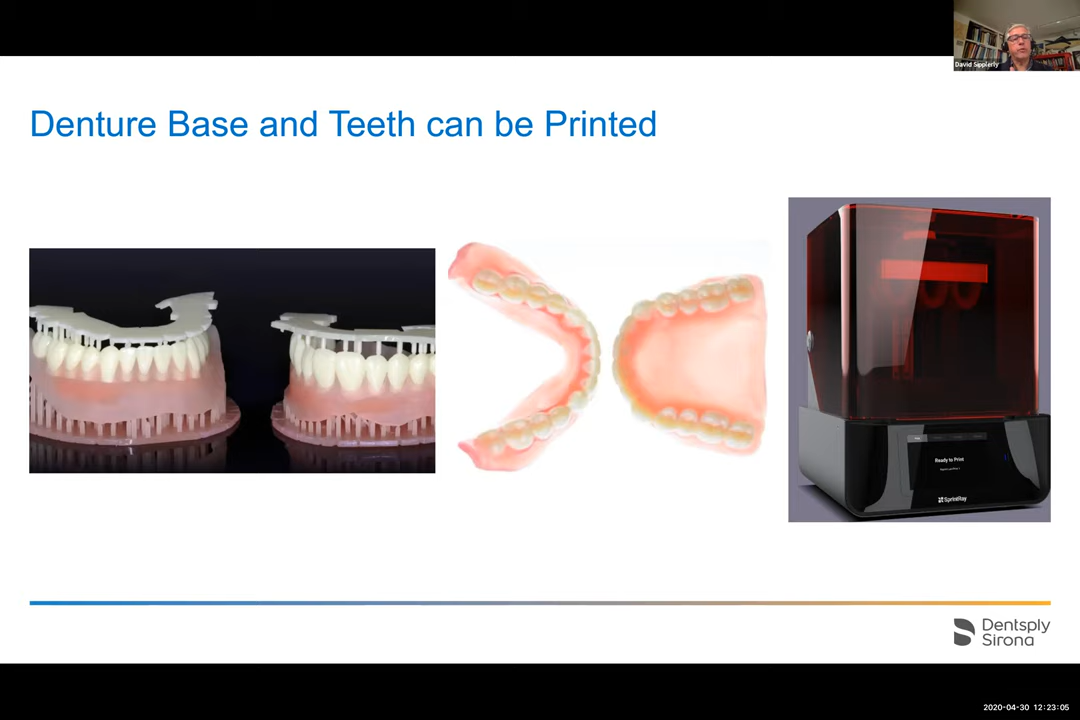 David Sipplerly
Denture Base and Teeth can be Printed
Ready to Print
SprintRay
Dentsply
Sirona
2020-04-30 12:23:05